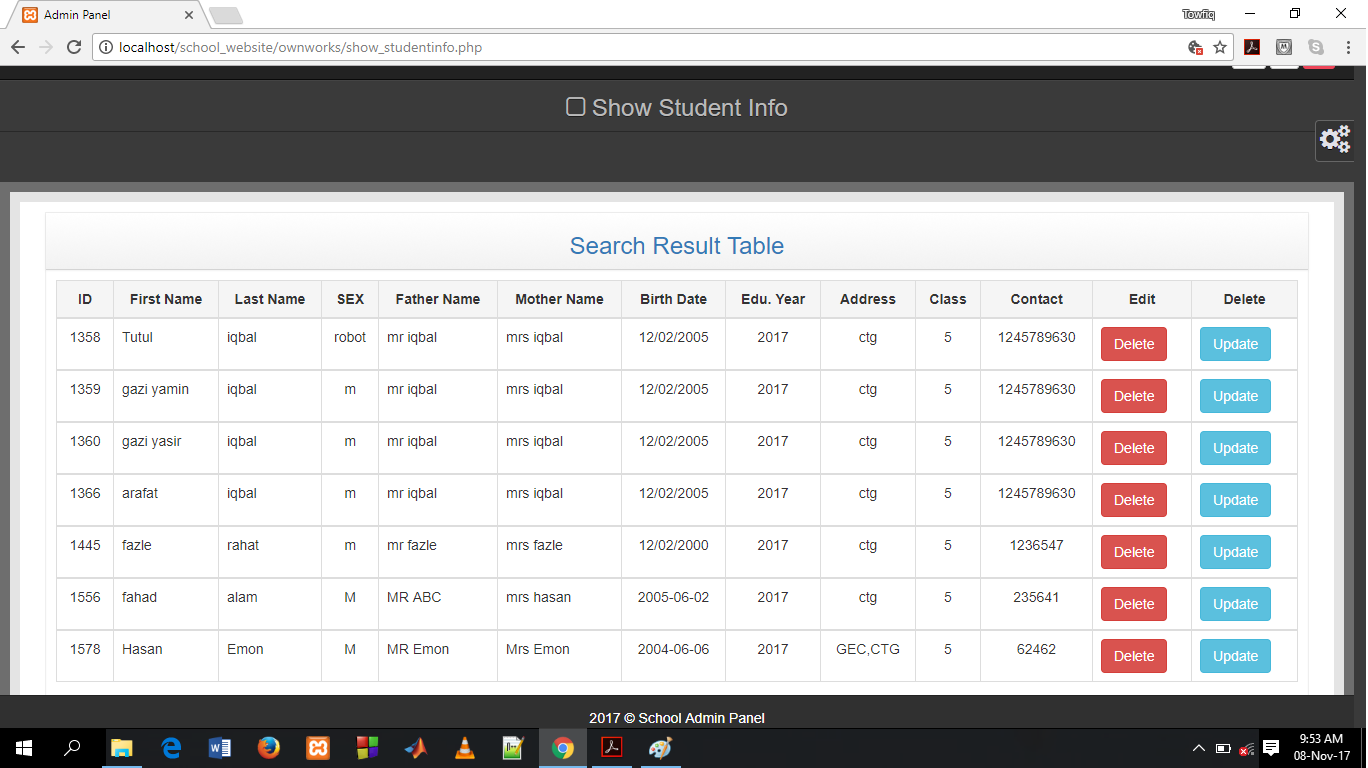 Admin Panel
Towfiq
localhost/school_website/ownworks/show_studentinfo.php
Show Student Info
Search Result Table
ID First Name Last Name SEX Father Name Mother Name Birth Date Edu. Year Address Class Contact Edit Delete
1358 Tutul iqbal robot mr iqbal mrs iqbal 12/02/2005 2017 ctg 5 1245789630 Delete Update
1359 gazi yamin iqbal m mr iqbal mrs iqbal 12/02/2005 2017 ctg 5 1245789630 Delete Update
1360 gazi yasir iqbal m mr iqbal mrs iqbal 12/02/2005 2017 ctg 5 1245789630 Delete Update
1366 arafat iqbal m mr iqbal mrs iqbal 12/02/2005 2017 ctg 5 1245789630 Delete Update
1445 fazle rahat m mr fazle mrs fazle 12/02/2000 2017 ctg 5 1236547 Delete Update
1556 fahad alam M MR ABC mrs hasan 2005-06-02 2017 ctg 5 235641 Delete Update
1578 Hasan Emon M MR Emon Mrs Emon 2004-06-06 2017 GEC,CTG 5 62462 Delete Update
2017 © School Admin Panel
9:53 AM
08-Nov-17